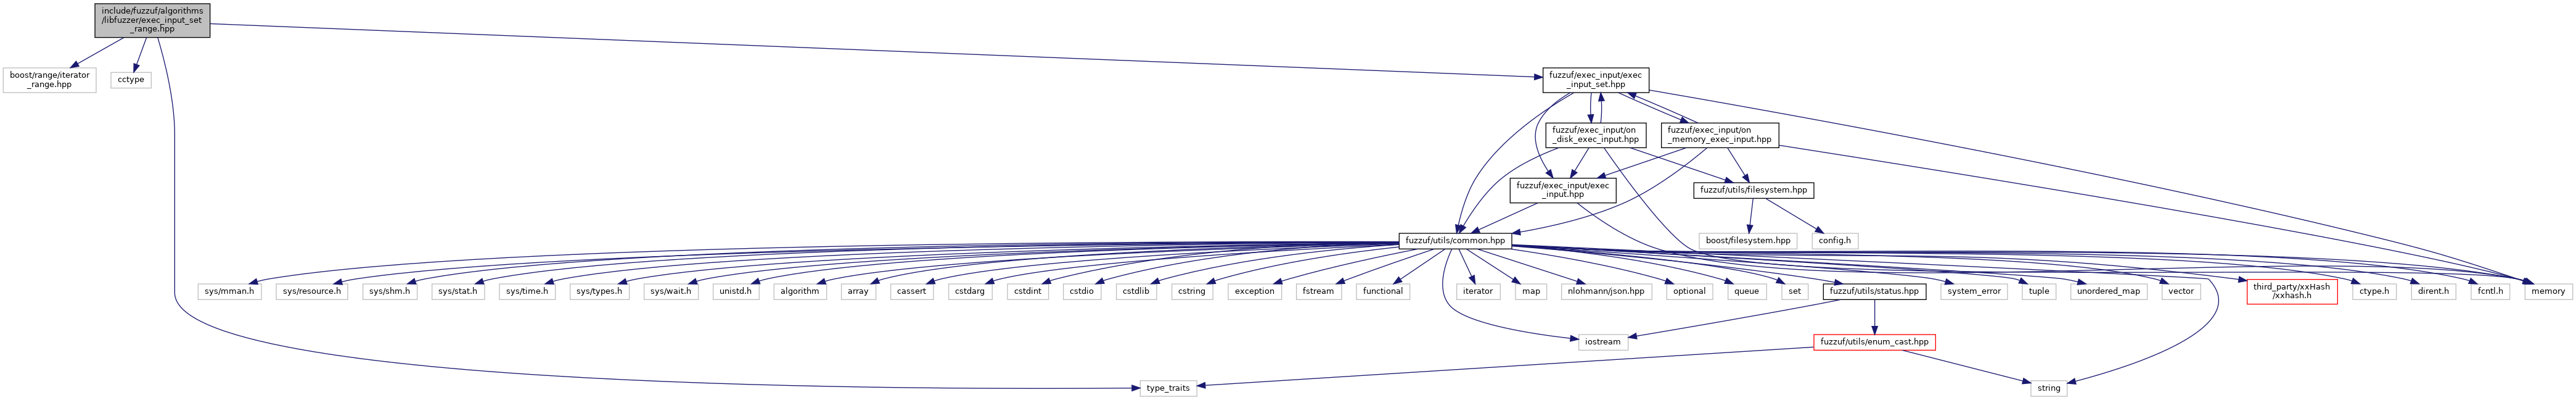 include/fuzzuf/algorithms
/libfuzzer/exec_input_set
_range.hpp
boost/range/iterator
_range.hpp
cctype
fuzzuf/exec_input/exec
_input_set.hpp
fuzzuf/exec_input/on
_disk_exec_input.hpp
fuzzuf/exec_input/on
_memory_exec_input.hpp
fuzzuf/exec_input/exec
_input.hpp
fuzzuf/utils/filesystem.hpp
fuzzuf/utils/common.hpp
boost/filesystem.hpp
config.h
sys/mman.h
sys/resource.h
sys/shm.h
sys/stat.h
sys/time.h
sys/types.h
sys/wait.h
unistd.h
algorithm
array
cassert
cstdarg
cstdint
cstdio
cstdlib
cstring
exception
fstream
functional
iterator
map
nlohmann/json.hpp
optional
queue
set
fuzzuf/utils/status.hpp
system_error
tuple
unordered_map
vector
third_party/xxHash
/xxhash.h
ctype.h
dirent.h
fcntl.h
memory
iostream
fuzzuf/utils/enum_cast.hpp
type_traits
string